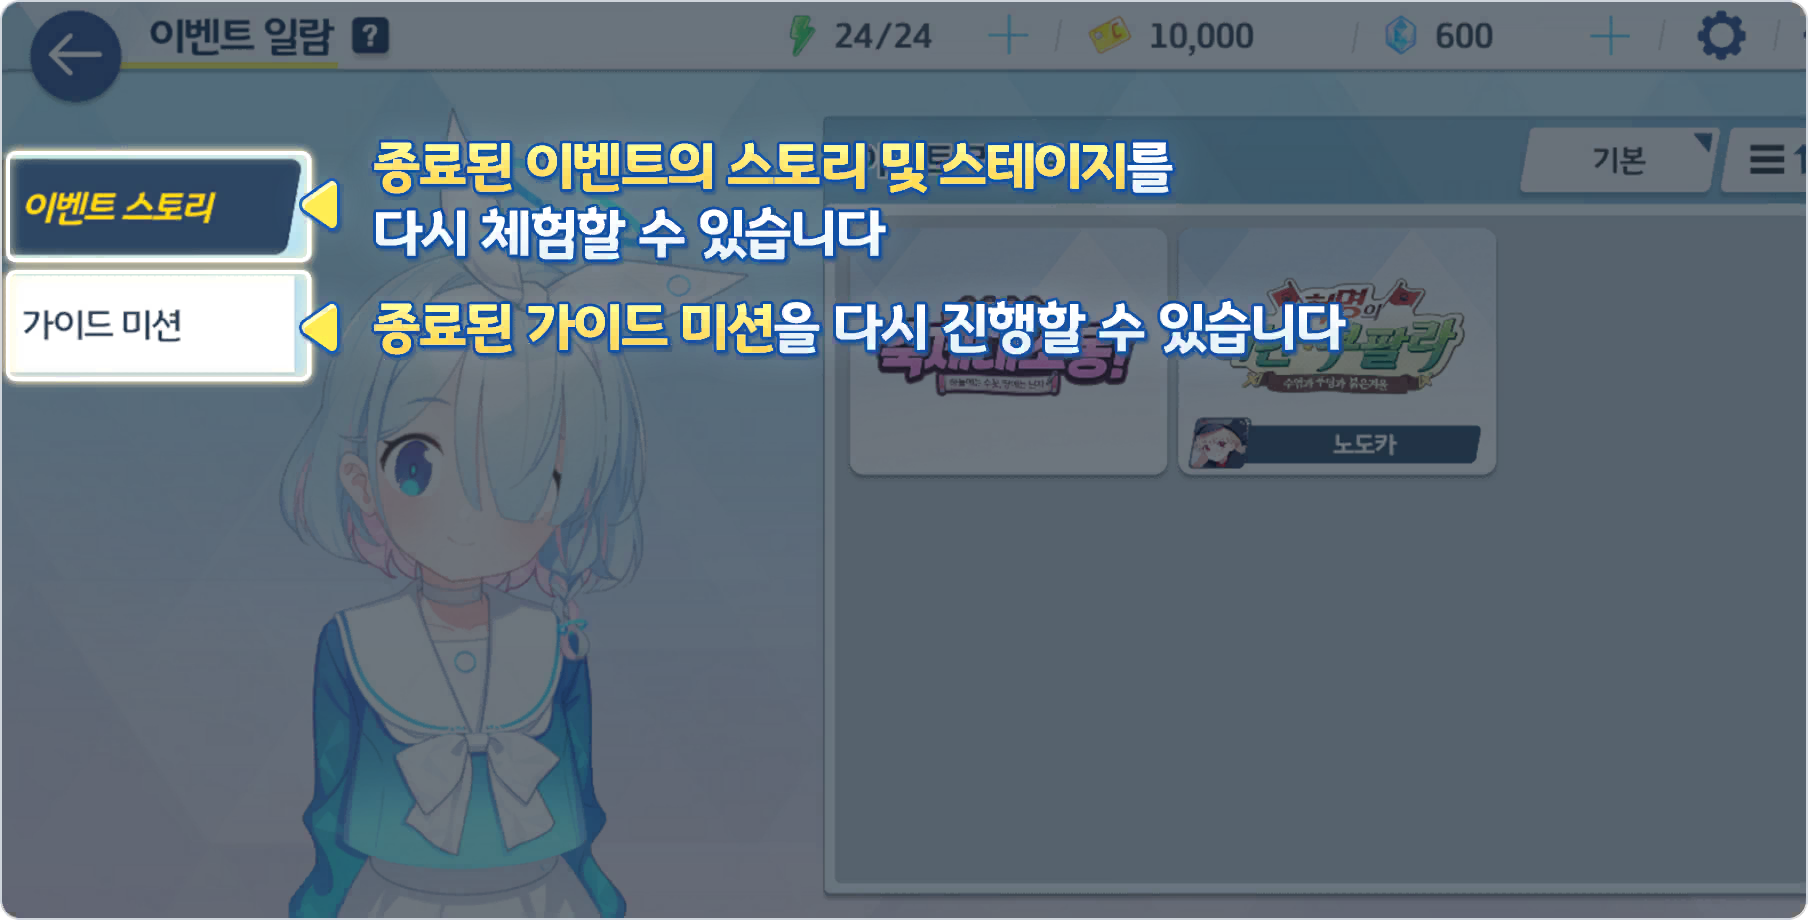 이벤트 일람 ?
24/24
10,000
600
기본
이벤트 스토리
종료된 이벤트의 스토리 및 스테이지를
다시 체험할 수 있습니다
가이드 미션
종료된 가이드 미션을 다시 진행할 수 있습니다
노도카